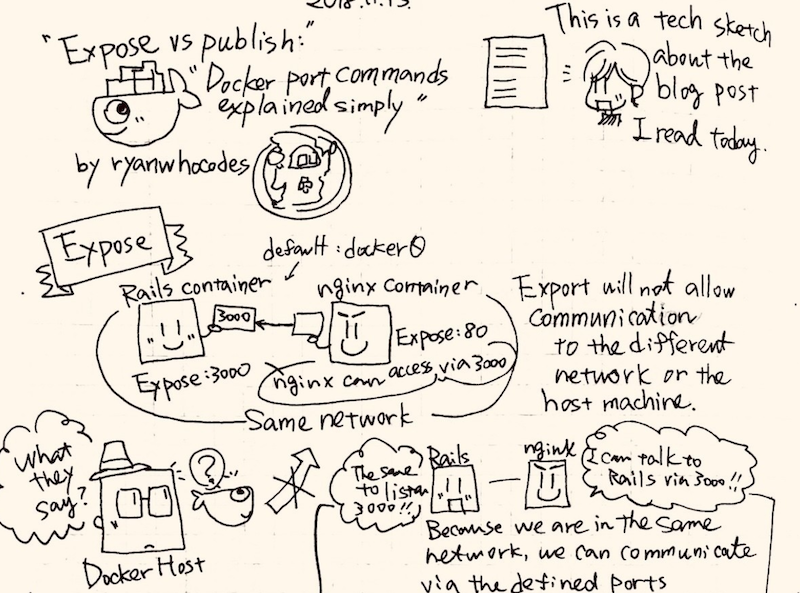 2018.11.13.
"Expose vs publish:"
"Docker port commands
explained simply"
by ryanwhocodes
This is a tech sketch
about the
blog post
I read today.
Expose
default : docker0
Rails container
nginx container
3000
Expose:80
Expose:3000
nginx can access via 3000
Same network
Export will not allow
communication
to the different
network or the
host machine.
What
they
say?
?
Docker Host
The same
to listen
3000!!
Rails
nginx
I can talk to
Rails via 3000!!
Because we are in the same
network, we can communicate
via the defined ports